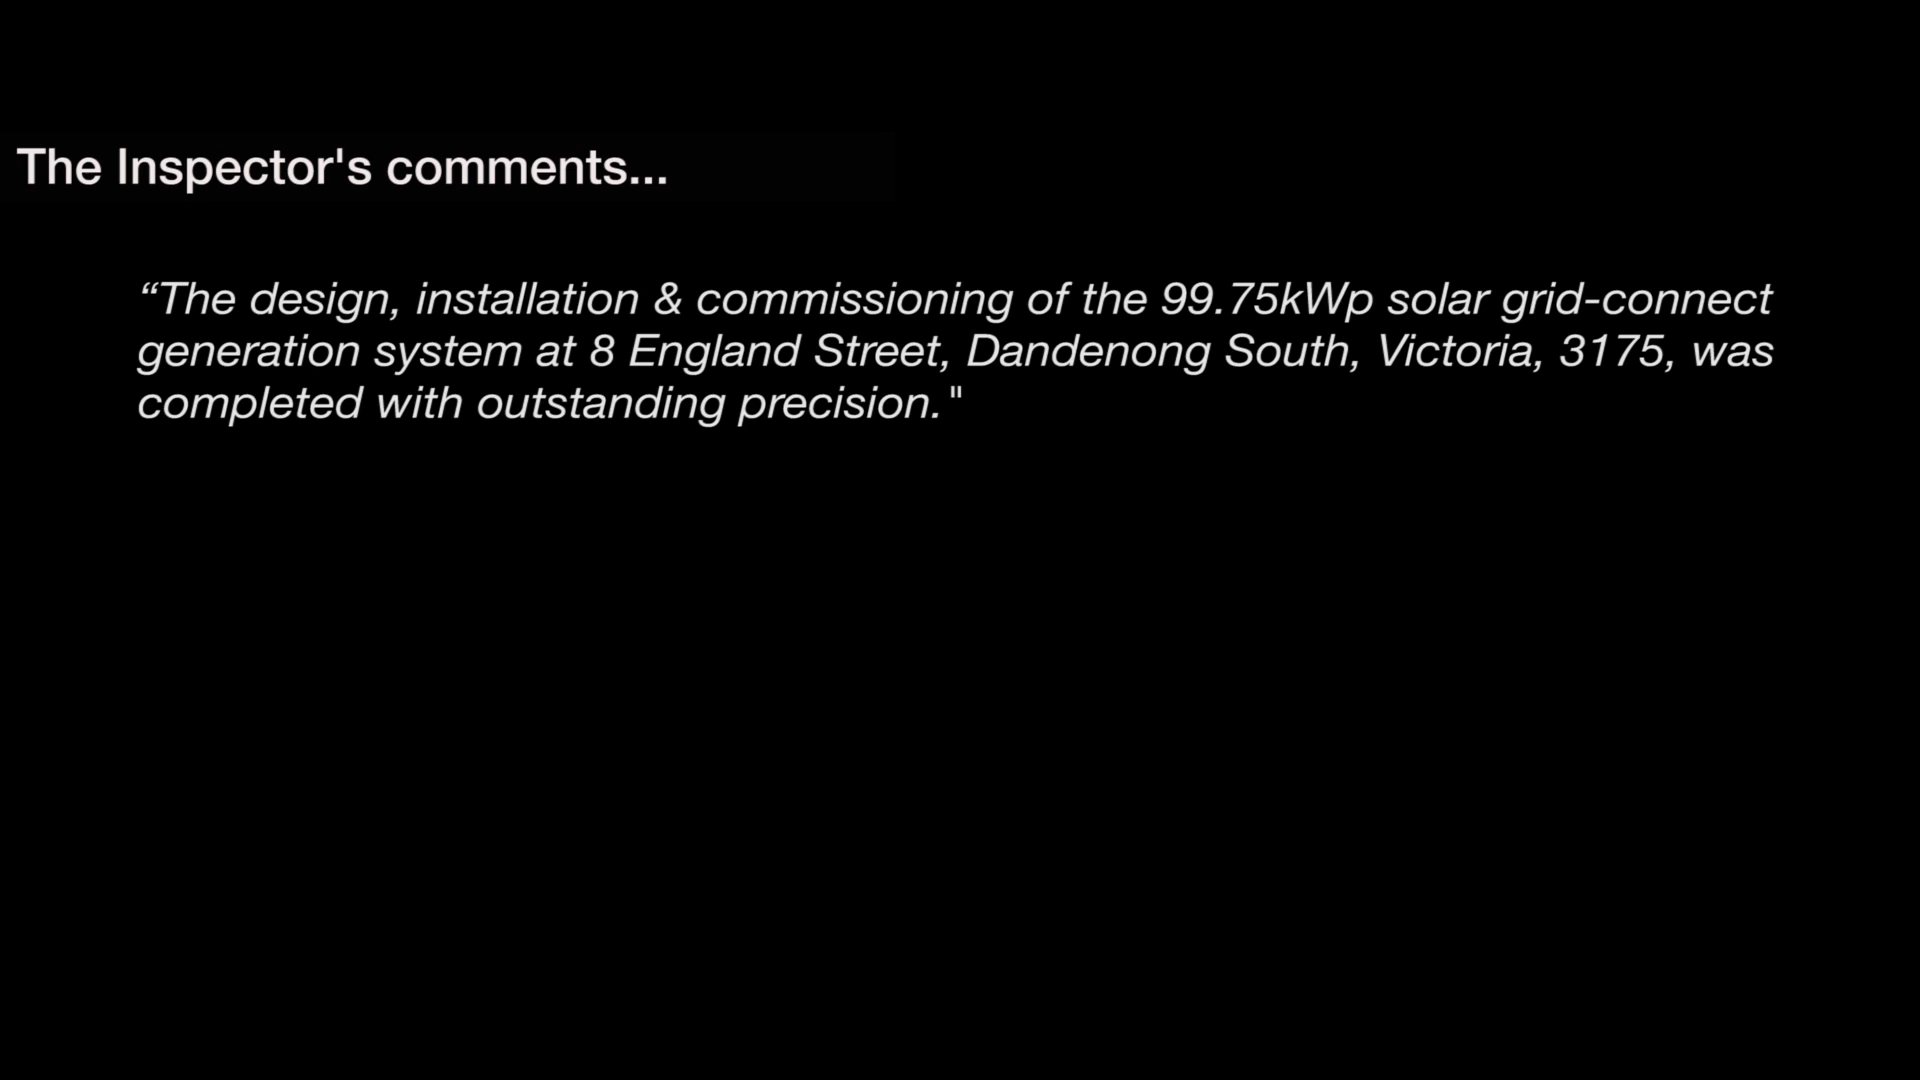 The Inspector's comments...
“The design, installation & commissioning of the 99.75kWp solar grid-connect
generation system at 8 England Street, Dandenong South, Victoria, 3175, was
completed with outstanding precision."